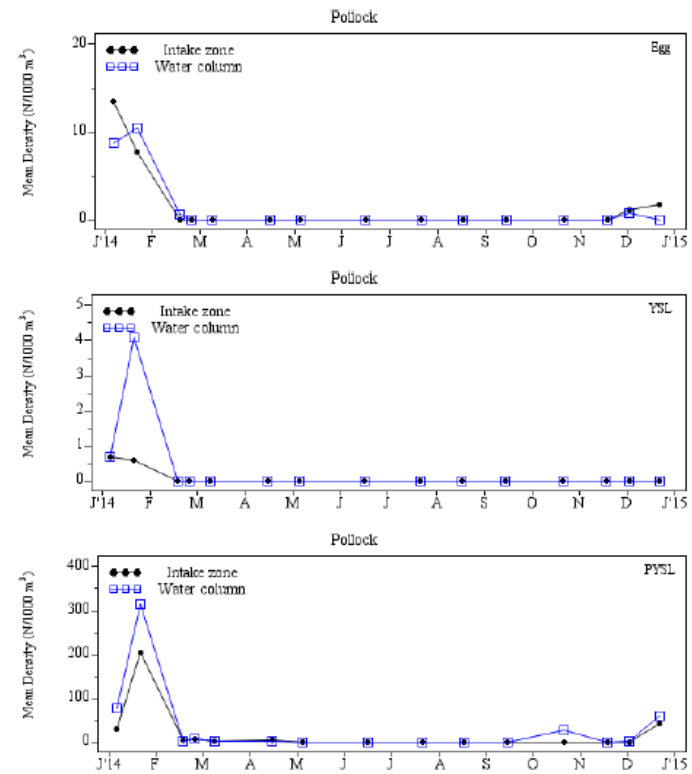 Pollock
Egg
Intake zone
Water column
Mean Density (N/1000 m³)
20
10
0
J'14 F M A M J J A S O N D J'15
Pollock
YSL
Intake zone
Water column
Mean Density (N/1000 m³)
5
4
3
2
1
0
J'14 F M A M J J A S O N D J'15
Pollock
PYSL
Intake zone
Water column
Mean Density (N/1000 m³)
400
300
200
100
0
J'14 F M A M J J A S O N D J'15